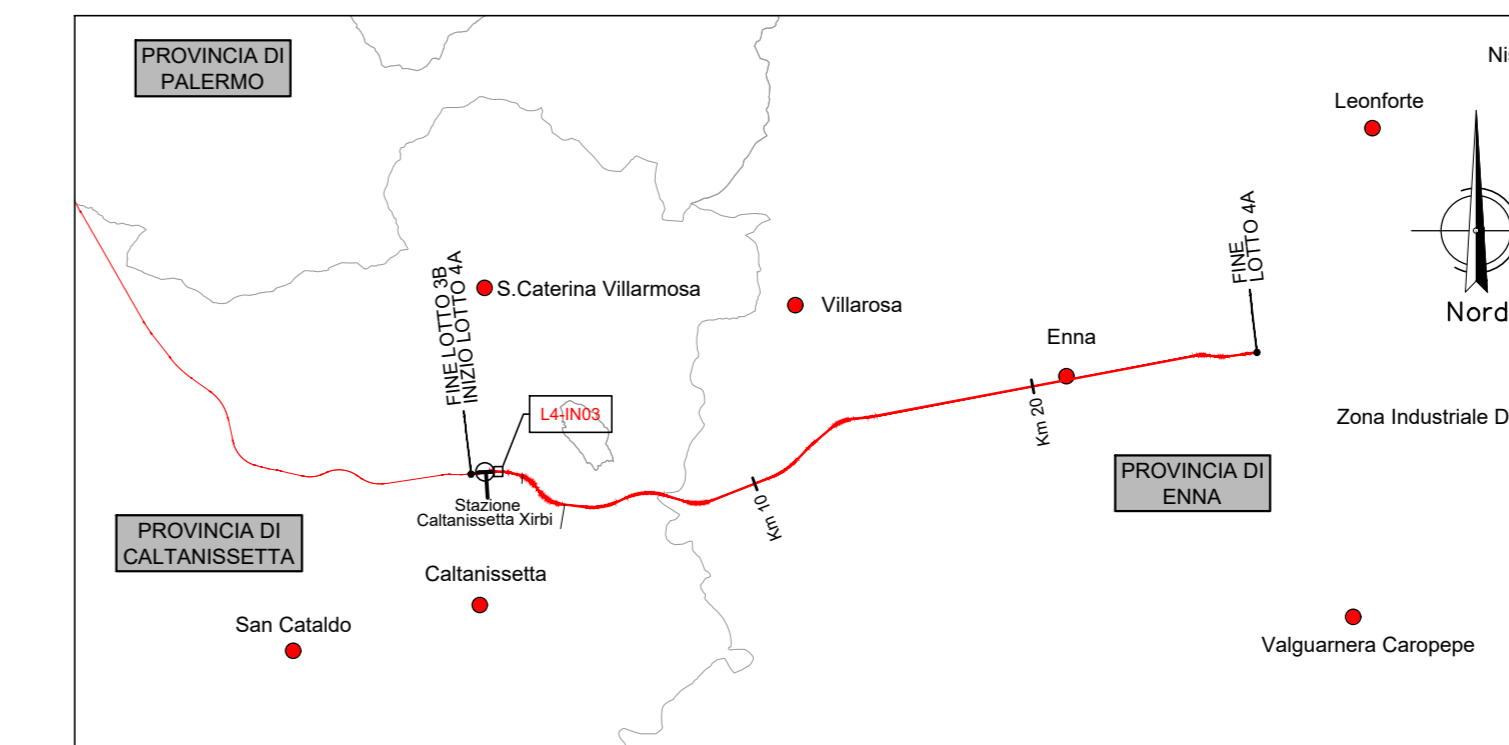 PROVINCIA DI
PALERMO
Leonforte
FINE LOTTO 3B
INIZIO LOTTO 4A
S.Caterina Villarmosa
Villarosa
Enna
FINE
LOTTO 4A
Nord
L4-IN03
Km 20
Zona Industriale D
Stazione
Caltanissetta Xirbi
Km 10
PROVINCIA DI
ENNA
PROVINCIA DI
CALTANISSETTA
Caltanissetta
San Cataldo
Valguarnera Caropepe